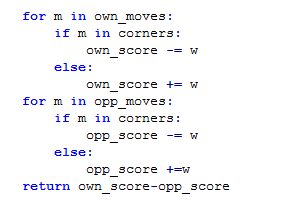 for m in own_moves:
    if m in corners:
        own_score -= w
    else:
        own_score += w
for m in opp_moves:
    if m in corners:
        opp_score -= w
    else:
        opp_score +=w
return own_score-opp_score